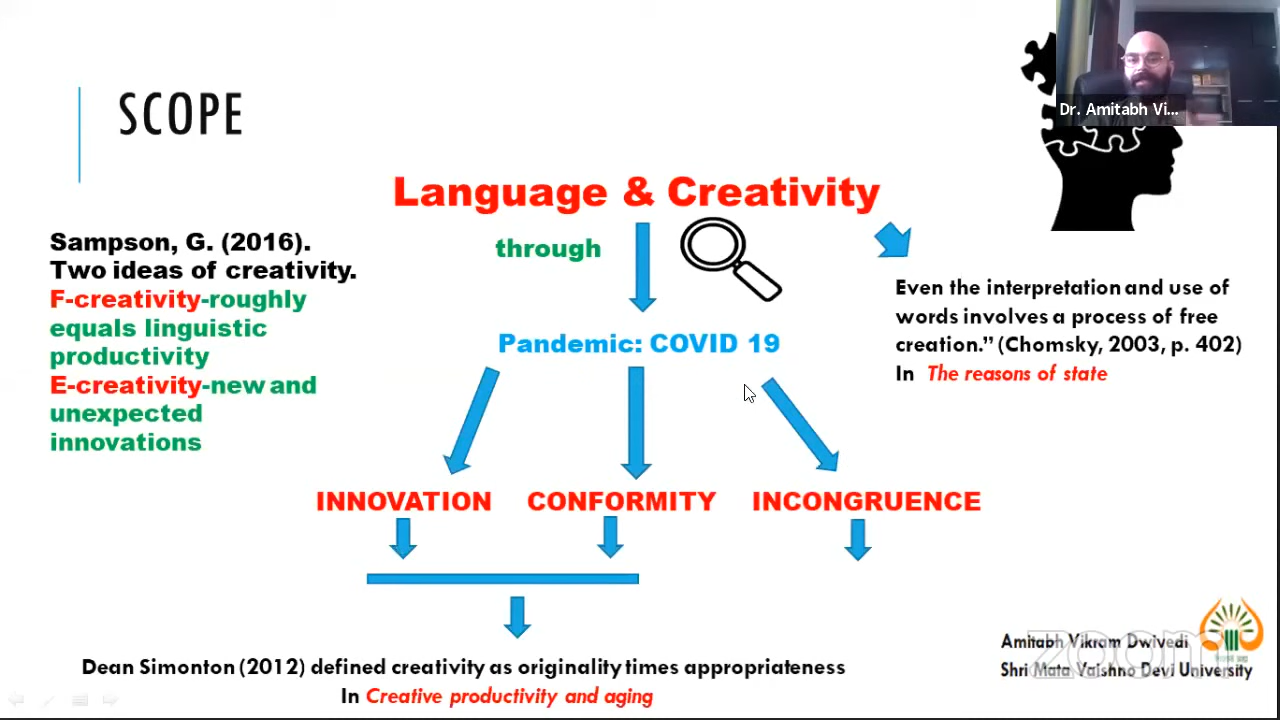 SCOPE
Dr. Amitabh Vi...
Language & Creativity
through
Sampson, G. (2016).
Two ideas of creativity.
F-creativity-roughly
equals linguistic
productivity
E-creativity-new and
unexpected
innovations
Even the interpretation and use of
words involves a process of free
creation.” (Chomsky, 2003, p. 402)
In The reasons of state
Pandemic: COVID 19
INNOVATION CONFORMITY INCONGRUENCE
Dean Simonton (2012) defined creativity as originality times appropriateness
In Creative productivity and aging
Amitabh Vikram Dwivedi
Shri Mata Vaishno Devi University
zoom